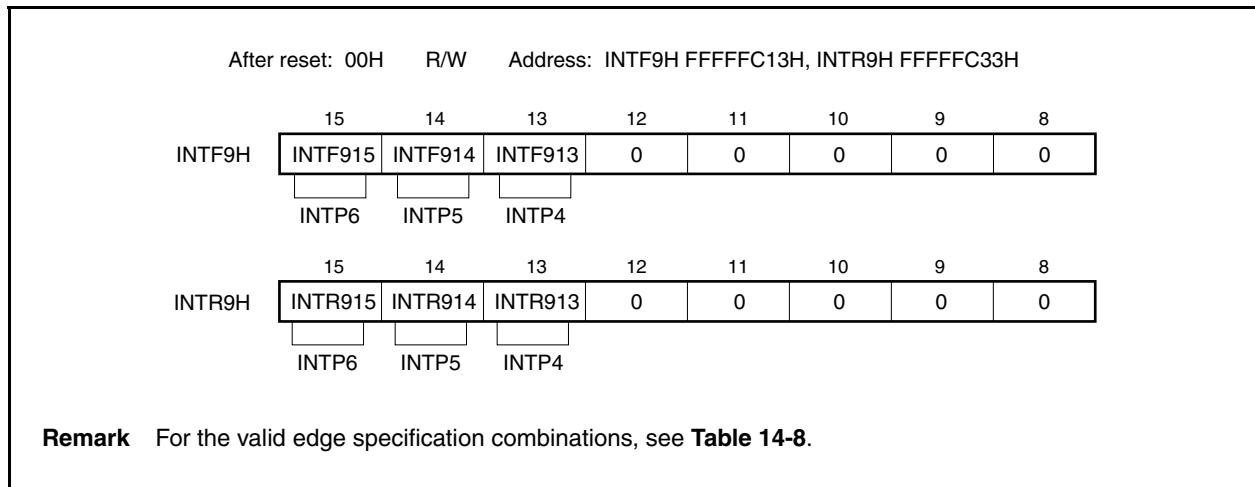 After reset: 00H R/W Address: INTF9H FFFFFC13H, INTR9H FFFFFC33H
15 14 13 12 11 10 9 8
INTF9H INTF915 INTF914 INTF913 0 0 0 0 0
INTP6 INTP5 INTP4
15 14 13 12 11 10 9 8
INTR9H INTR915 INTR914 INTR913 0 0 0 0 0
INTP6 INTP5 INTP4
Remark For the valid edge specification combinations, see Table 14-8.